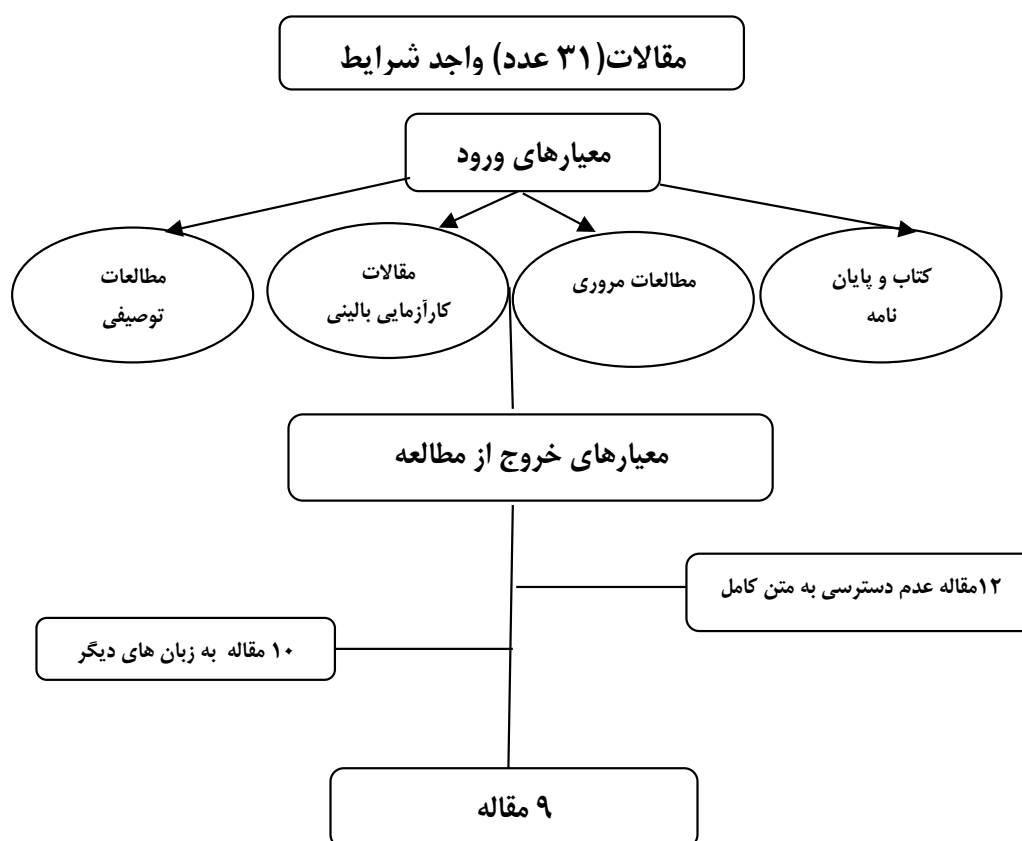 مقالات(۳۱ عدد) واجد شرایط
معیارهای ورود
کتاب و پایان
نامه
مطالعات مروری
مقالات
کارآزمایی بالینی
مطالعات
توصیفی
معیارهای خروج از مطالعه
۱۲مقاله عدم دسترسی به متن کامل
۱۰ مقاله به زبان های دیگر
۹ مقاله